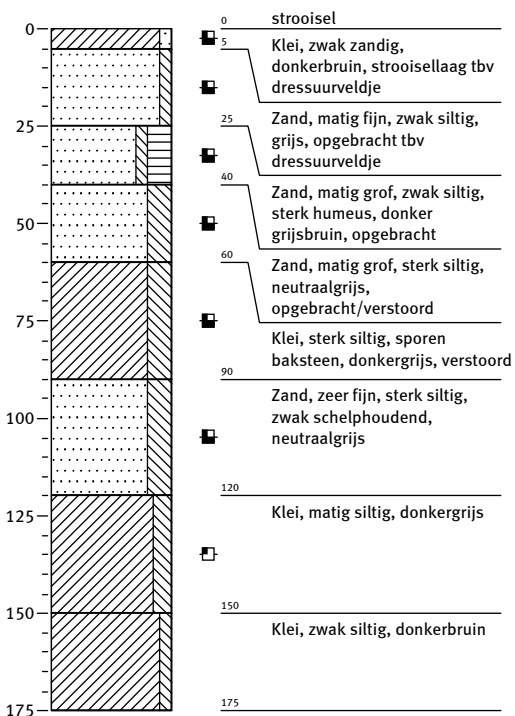 0
strooisel
0
5
Klei, zwak zandig,
donkerbruin, strooisellaag tbv
dressuurveldje
25
25
Zand, matig fijn, zwak siltig,
grijs, opgebracht tbv
dressuurveldje
40
Zand, matig grof, zwak siltig,
sterk humeus, donker
grijsbruin, opgebracht
50
60
Zand, matig grof, sterk siltig,
neutraalgrijs,
opgebracht/verstoord
75
Klei, sterk siltig, sporen
baksteen, donkergrijs, verstoord
90
Zand, zeer fijn, sterk siltig,
zwak schelphoudend,
neutraalgrijs
100
120
Klei, matig siltig, donkergrijs
125
150
150
Klei, zwak siltig, donkerbruin
175
175